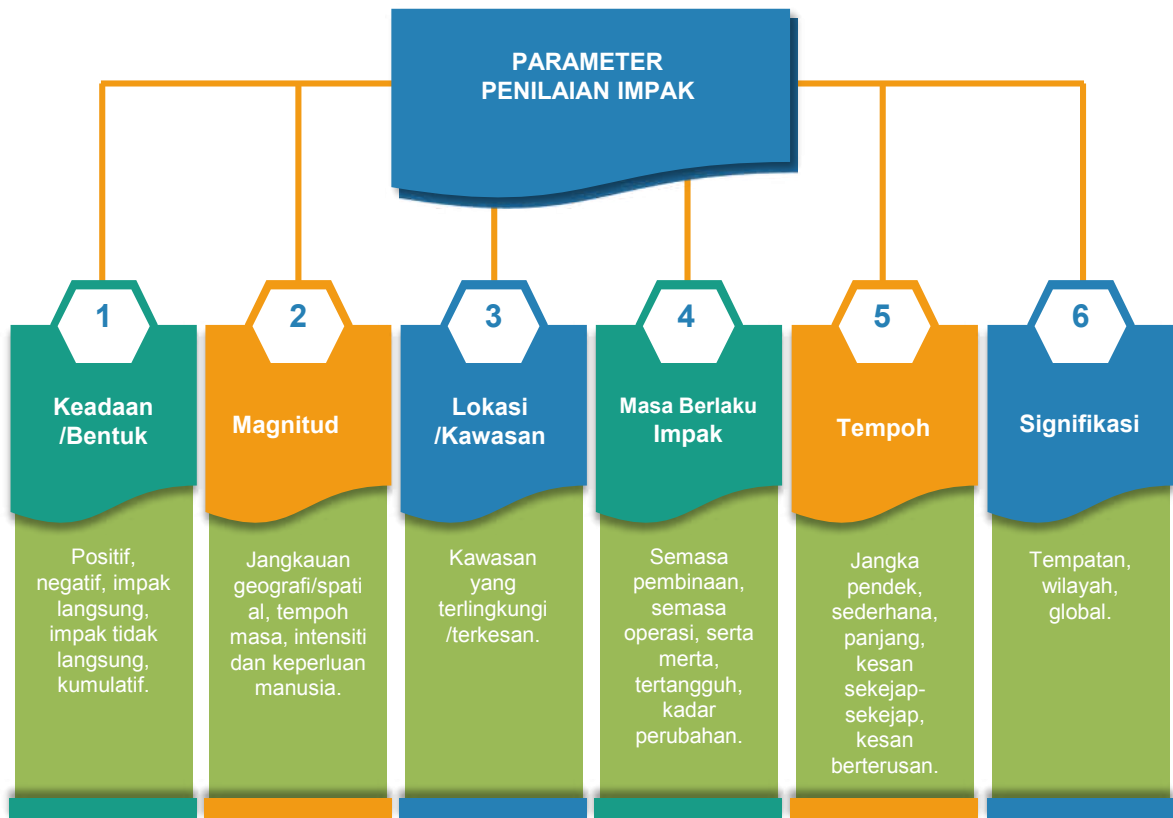 PARAMETER
PENILAIAN IMPAK
1
Keadaan
/Bentuk
Positif,
negatif, impak
langsung,
impak tidak
langsung,
kumulatif.
2
Magnitud
Jangkauan
geografi/spati
al, tempoh
masa, intensiti
dan keperluan
manusia.
3
Lokasi
/Kawasan
Kawasan
yang
terlingkungi
/terkesan.
4
Masa Berlaku
Impak
Semasa
pembinaan,
semasa
operasi, serta
merta,
tertangguh,
kadar
perubahan.
5
Tempoh
Jangka
pendek,
sederhana,
panjang,
kesan
sekejap-
sekejap,
kesan
berterusan.
6
Signifikasi
Tempatan,
wilayah,
global.